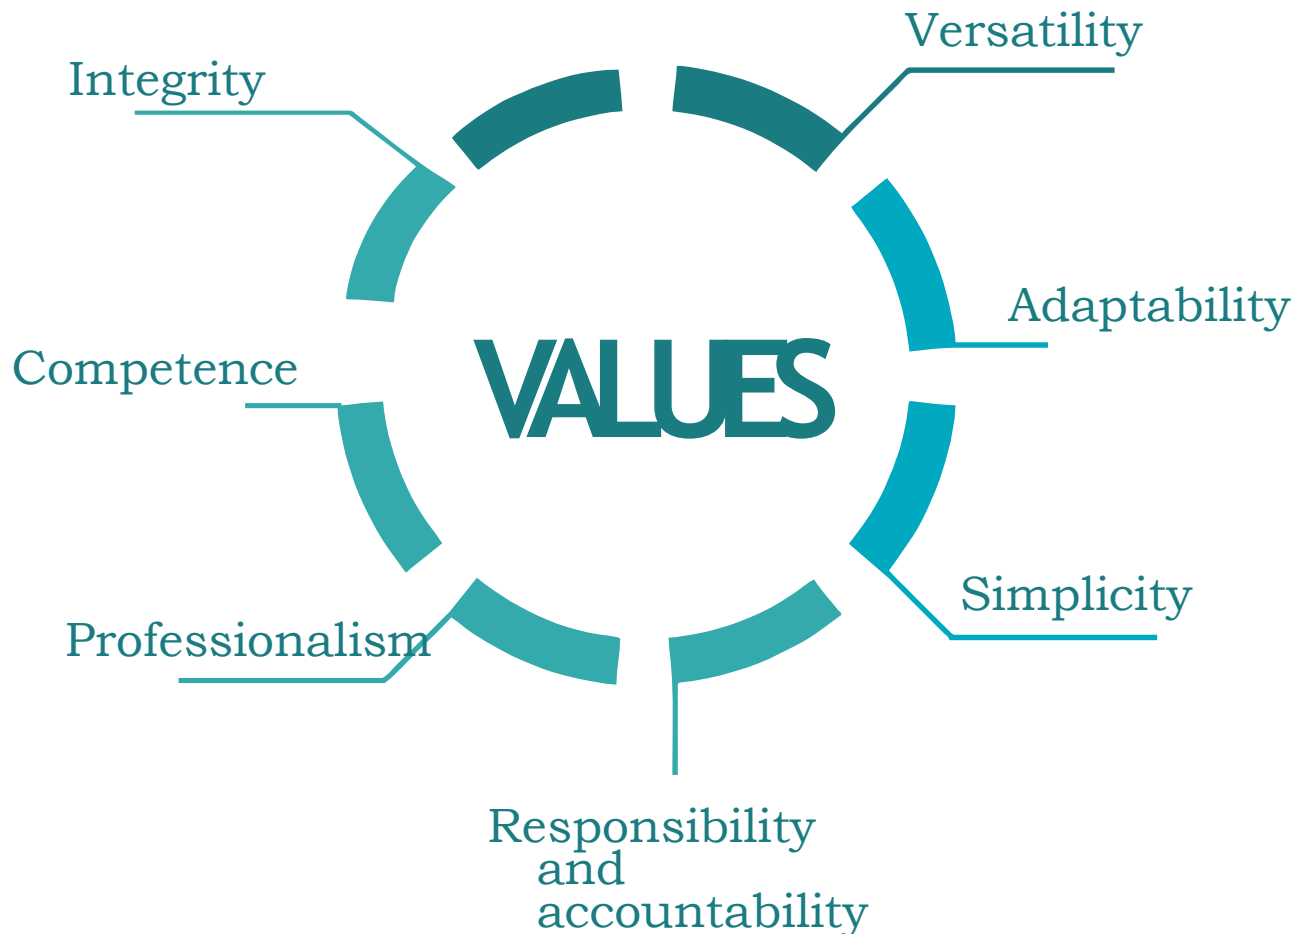 Versatility
Integrity
Adaptability
Competence
VALUES
Simplicity
Professionalism
Responsibility
and
accountability